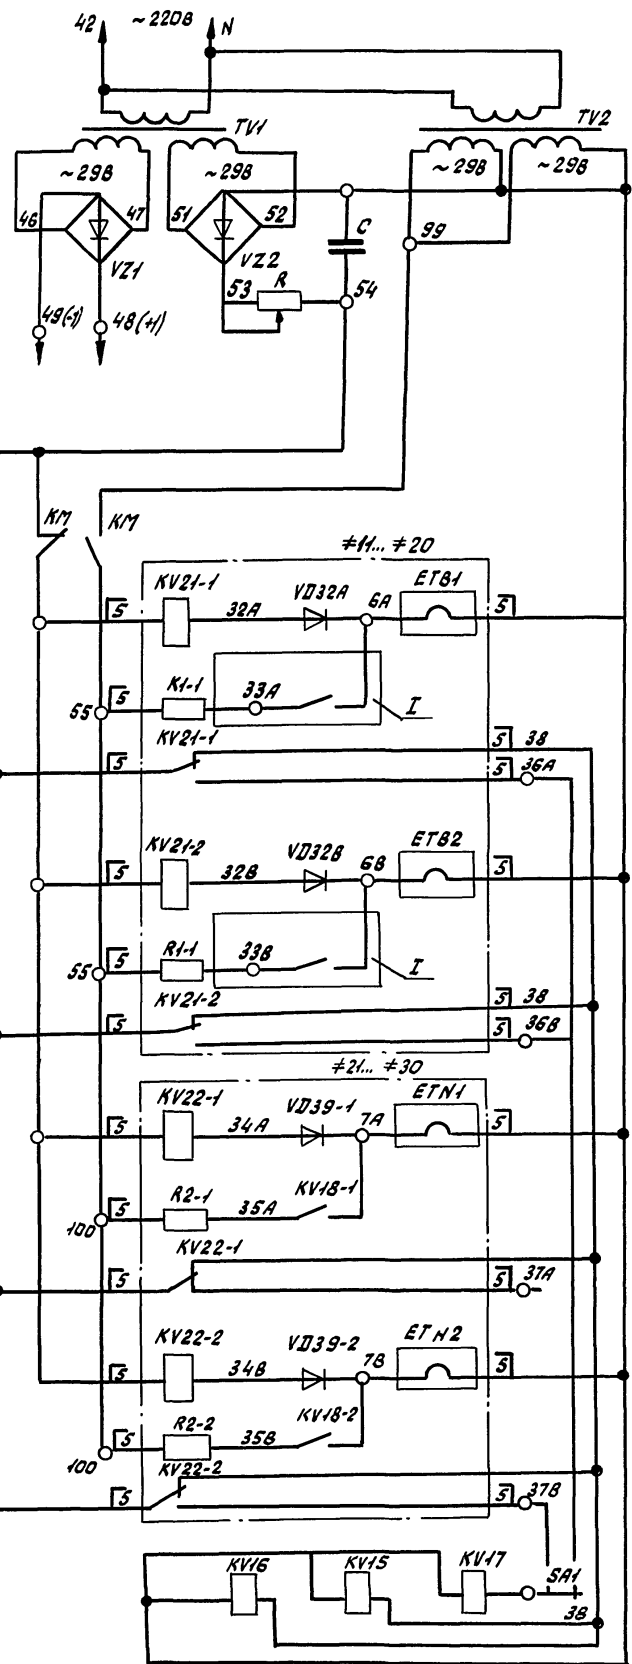 42 ~220В N
TV1 TV2
~29В ~29В ~29В ~29В
46 47 51 52 C 99
VZ1 VZ2
53 R 54
49(-1) 48(+1)
KM KM
≠11... ≠20
KV21-1 VD32A ETB1
5 32A 6A 5
K1-1 33A
55 5 I
KV21-1 5 38
5 5 36A
KV21-2 VD32B ETB2
5 32B 6B 5
R1-1 33B
55 5 I
KV21-2 5 38
5 5 36B
≠21... ≠30
KV22-1 VD39-1 ETN1
5 34A 7A 5
R2-1 35A KV18-1
100 5
KV22-1
5 5 37A
KV22-2 VD39-2 ETN2
5 34B 7B 5
R2-2 35B KV18-2
100 5
KV22-2
5 5 37B
KV16 KV15 KV17 SA1
38